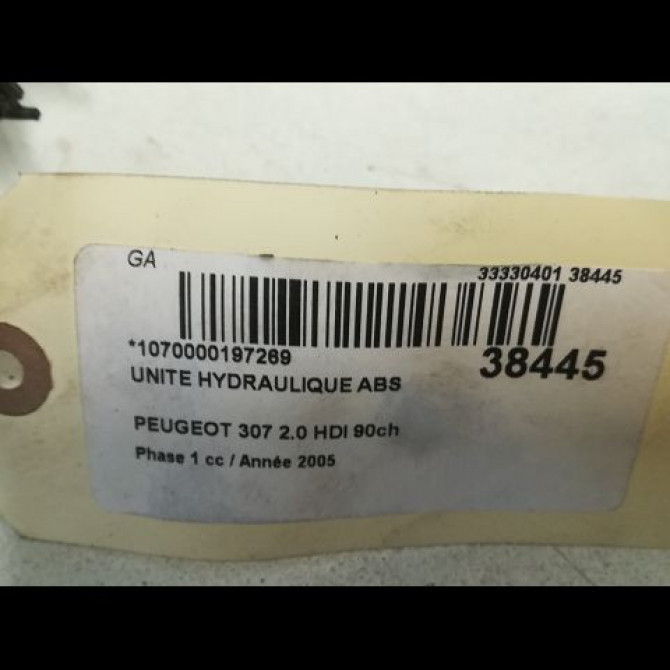 GA
33330401 38445
*1070000197269
38445
UNITE HYDRAULIQUE ABS
PEUGEOT 307 2.0 HDI 90ch
Phase 1 cc / Année 2005